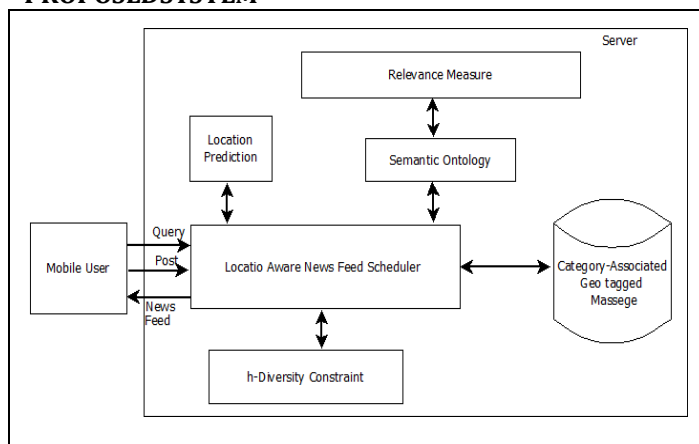 PROPOSEDSYSTEM
Server
Relevance Measure
Location
Prediction
Semantic Ontology
Mobile User
Query
Post
News
Feed
Locatio Aware News Feed Scheduler
Category-Associated
Geo tagged
Massege
h-Diversity Constraint